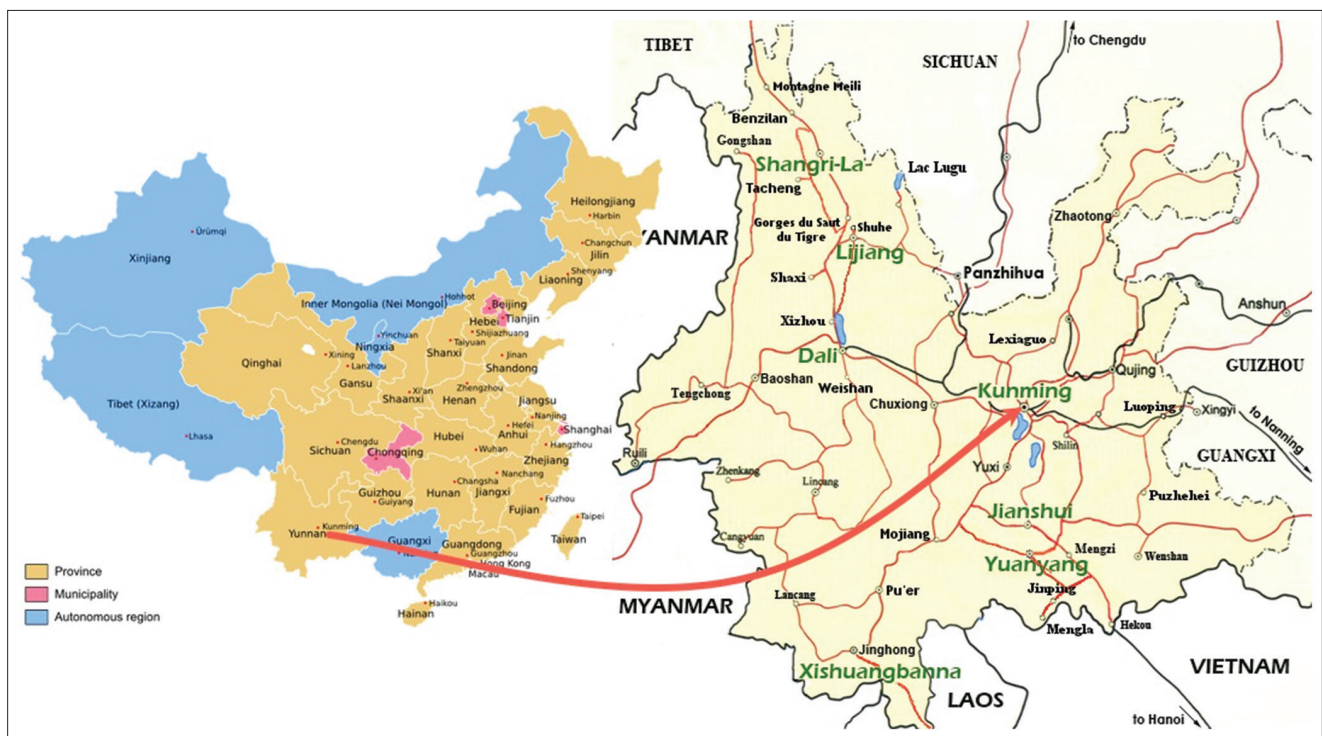 Xinjiang
Ürümqi
Tibet (Xizang)
Lhasa
Qinghai
Xining
Lanzhou
Gansu
Inner Mongolia (Nei Mongol)
Hohhot
Yinchuan
Ningxia
Heilongjiang
Harbin
Changchun
Jilin
Shenyang
Liaoning
Beijing
Tianjin
Hebei
Shijiazhuang
Taiyuan
Shanxi
Jinan
Shandong
Xi'an
Shaanxi
Zhengzhou
Henan
Jiangsu
Nanjing
Hefei
Anhui
Shanghai
Hangzhou
Zhejiang
Hubei
Wuhan
Chengdu
Sichuan
Chongqing
Nanchang
Changsha
Hunan
Jiangxi
Guizhou
Guiyang
Fuzhou
Fujian
Taipei
Taiwan
Kunming
Yunnan
Guangxi
Guangdong
Guangzhou
Hong Kong
Macau
Haikou
Hainan
Province
Municipality
Autonomous region
TIBET
SICHUAN
to Chengdu
Montagne Meili
Benzilan
Gongshan
Shangri-La
Tacheng
Lac Lugu
Zhaotong
YANMAR
Gorges du Saut
du Tigre
Shuhe
Lijiang
Shaxi
Panzhihua
Anshun
Xizhou
Lexiaguo
Dali
GUIZHOU
Baoshan
Weishan
Tengchong
Kunming
Qujing
Chuxiong
Luoping
Xingyi
to Nanning
Shilin
Ruili
GUANGXI
Zhenkang
Lincang
Yuxi
Puzhehei
Jianshui
Cangyuan
Mojiang
Mengzi
Wenshan
Yuanyang
Jinping
MYANMAR
Lancang
Pu'er
Mengla
Hekou
Jinghong
Xishuangbanna
VIETNAM
LAOS
to Hanoi